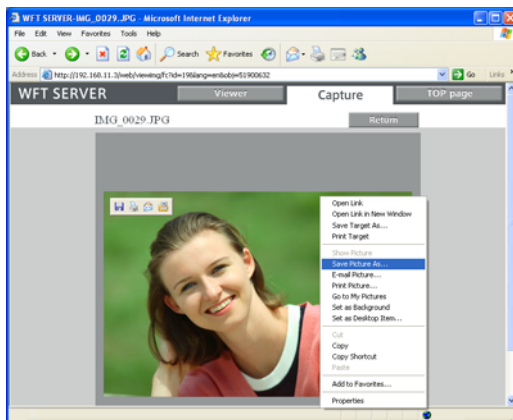 WFT SERVER-IMG_0029.JPG - Microsoft Internet Explorer
File Edit View Favorites Tools Help
Back Search Favorites
Address http://192.168.11.3/web/viewimg/fc?id=196lang=en&obj=51900632 Go Links
WFT SERVER Viewer Capture TOP page
IMG_0029.JPG Return
Open Link
Open Link in New Window
Save Target As...
Print Target
Show Picture
Save Picture As...
E-mail Picture...
Print Picture...
Go to My Pictures
Set as Background
Set as Desktop Item...
Cut
Copy
Copy Shortcut
Paste
Add to Favorites...
Properties